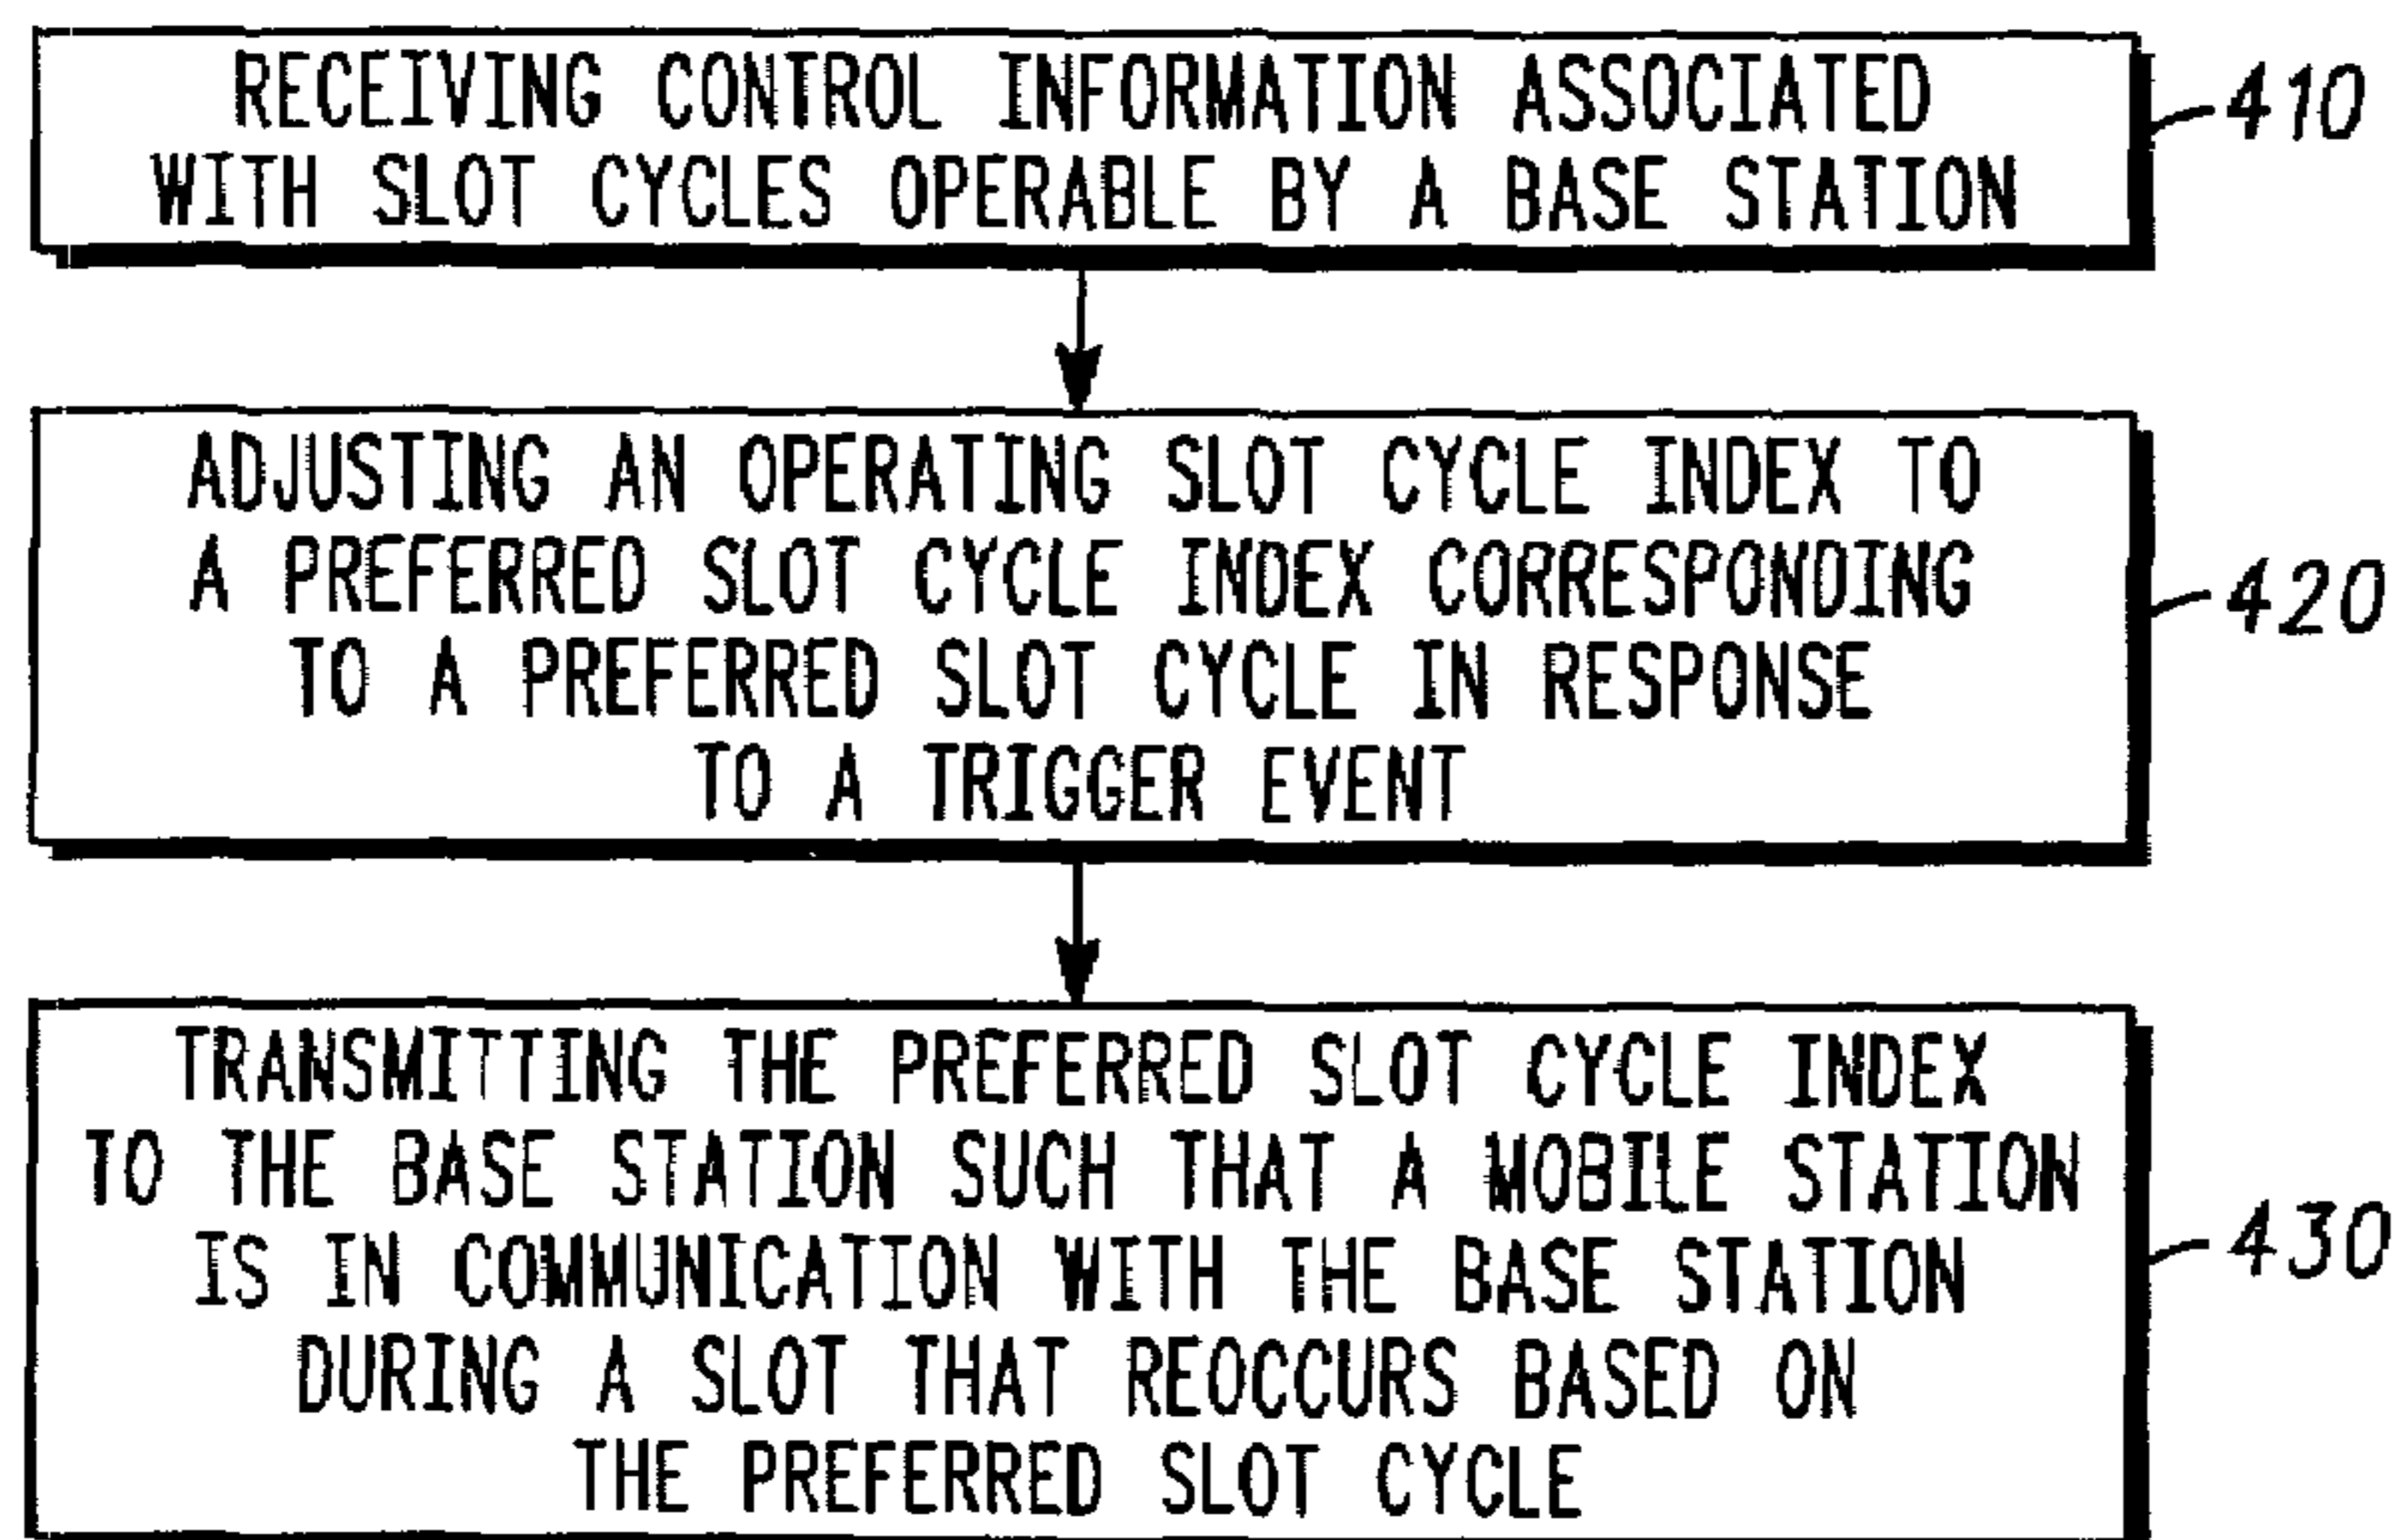 RECEIVING CONTROL INFORMATION ASSOCIATED
WITH SLOT CYCLES OPERABLE BY A BASE STATION
410
ADJUSTING AN OPERATING SLOT CYCLE INDEX TO
A PREFERRED SLOT CYCLE INDEX CORRESPONDING
TO A PREFERRED SLOT CYCLE IN RESPONSE
TO A TRIGGER EVENT
420
TRANSMITTING THE PREFERRED SLOT CYCLE INDEX
TO THE BASE STATION SUCH THAT A MOBILE STATION
IS IN COMMUNICATION WITH THE BASE STATION
DURING A SLOT THAT REOCCURS BASED ON
THE PREFERRED SLOT CYCLE
430